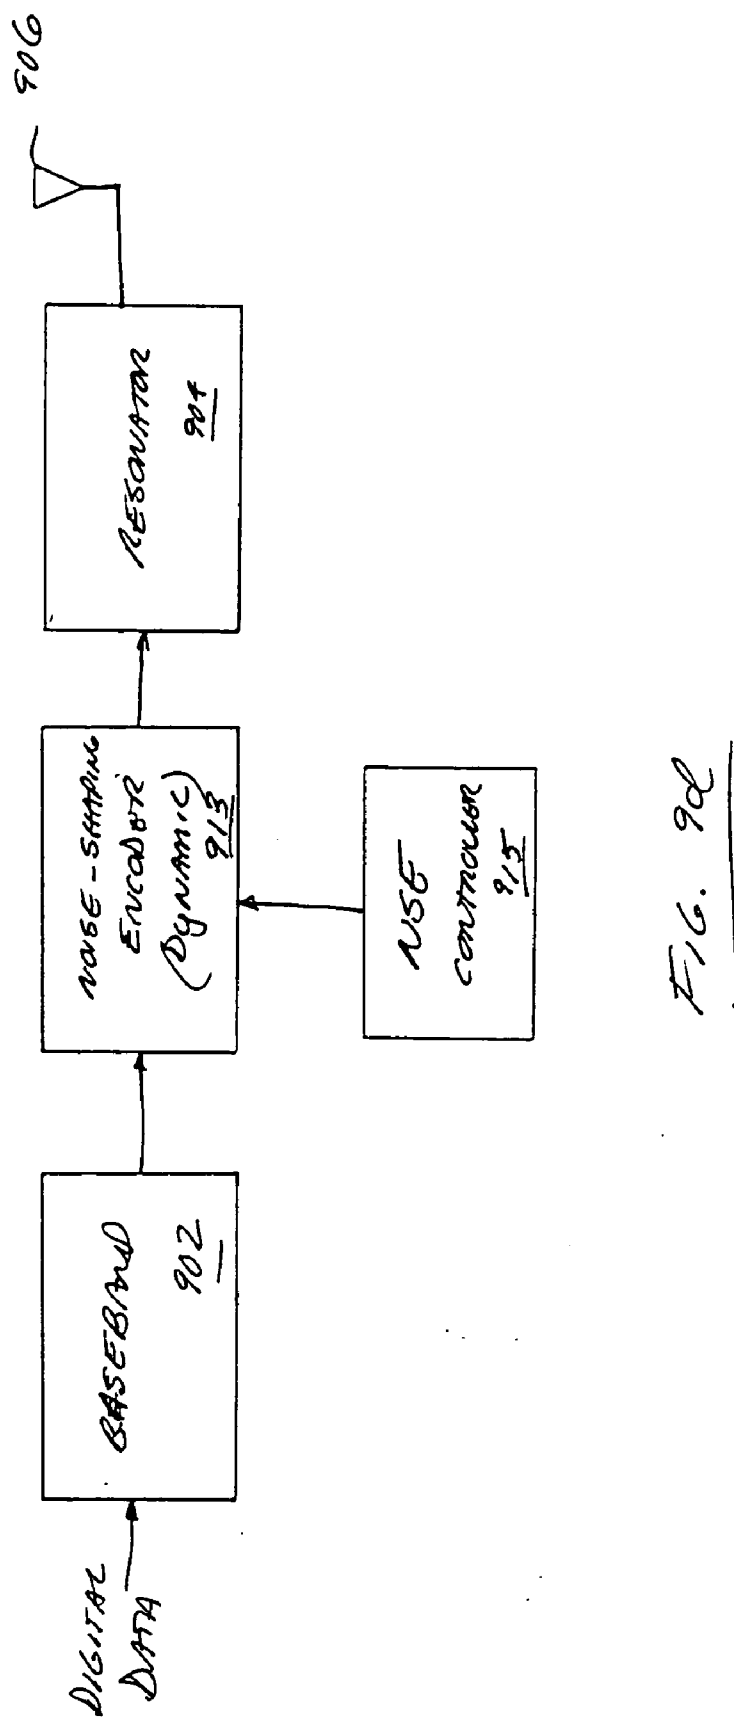 DIGITAL
DATA
BASEBAND
902
NOISE-SHAPING
ENCODER
(DYNAMIC)
913
RESONATOR
904
906
NSE
CONTROLLER
915
FIG. 9d